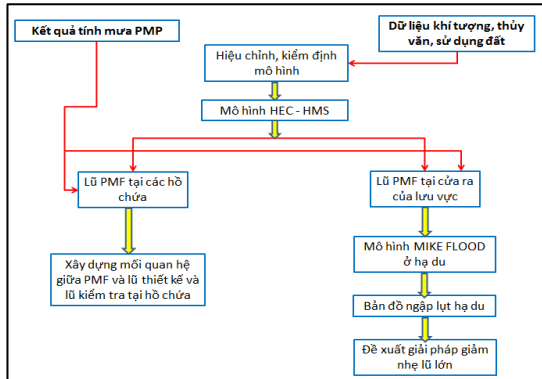 Kết quả tính mưa PMP
Dữ liệu khí tượng, thủy
văn, sử dụng đất
Hiệu chỉnh, kiểm định
mô hình
Mô hình HEC - HMS
Lũ PMF tại các hồ
chứa
Lũ PMF tại cửa ra
của lưu vực
Xây dựng mối quan hệ
giữa PMF và lũ thiết kế và
lũ kiểm tra tại hồ chứa
Mô hình MIKE FLOOD
ở hạ du
Bản đồ ngập lụt hạ du
Đề xuất giải pháp giảm
nhẹ lũ lớn